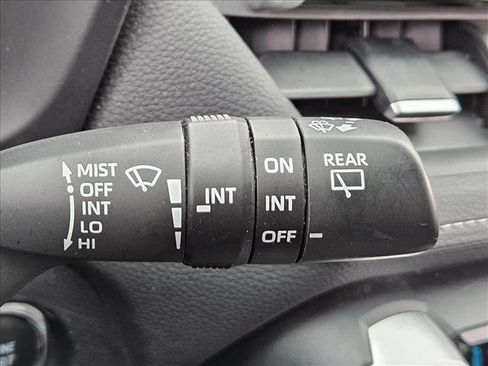 MIST
OFF
INT
LO
HI
INT
ON
INT
OFF
REAR